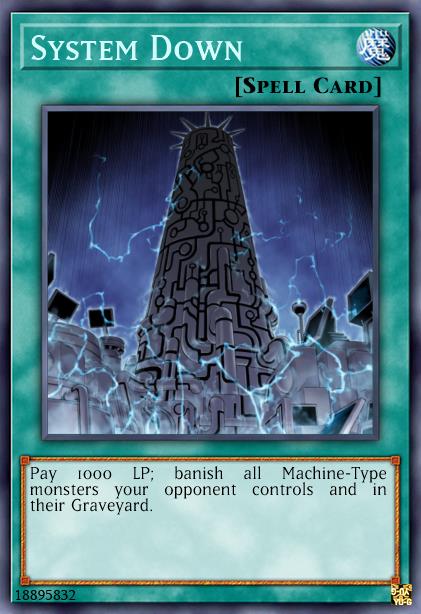 System Down
魔
[Spell Card]
Pay 1000 LP; banish all Machine-Type
monsters your opponent controls and in
their Graveyard.
18895832